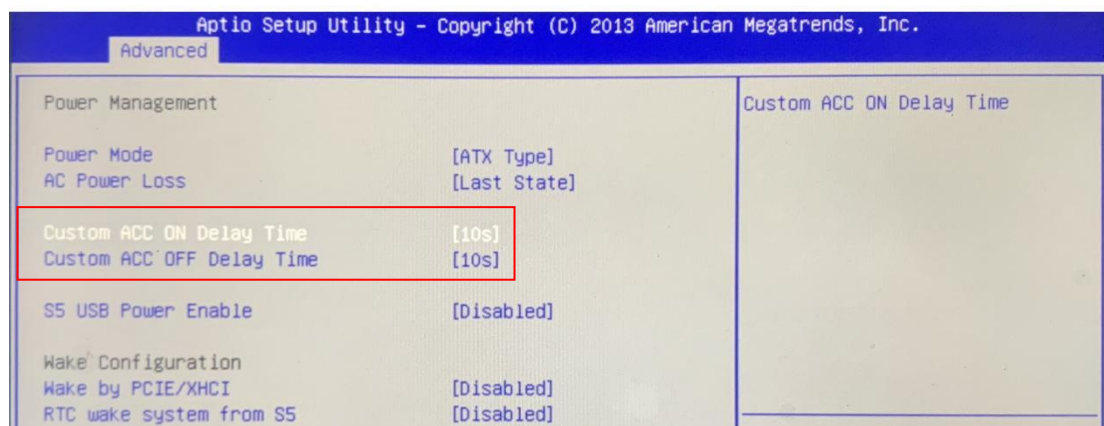 Aptio Setup Utility – Copyright (C) 2013 American Megatrends, Inc.
Advanced
Power Management
Custom ACC ON Delay Time
Power Mode [ATX Type]
AC Power Loss [Last State]
Custom ACC ON Delay Time [10s]
Custom ACC OFF Delay Time [10s]
S5 USB Power Enable [Disabled]
Wake Configuration
Wake by PCIE/XHCI [Disabled]
RTC wake system from S5 [Disabled]